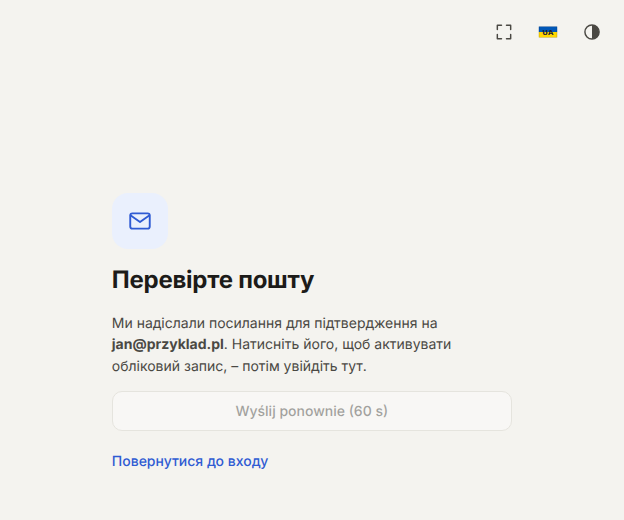 UA
Перевірте пошту
Ми надіслали посилання для підтвердження на
jan@przyklad.pl. Натисніть його, щоб активувати
обліковий запис, – потім увійдіть тут.
Wyślij ponownie (60 s)
Повернутися до входу